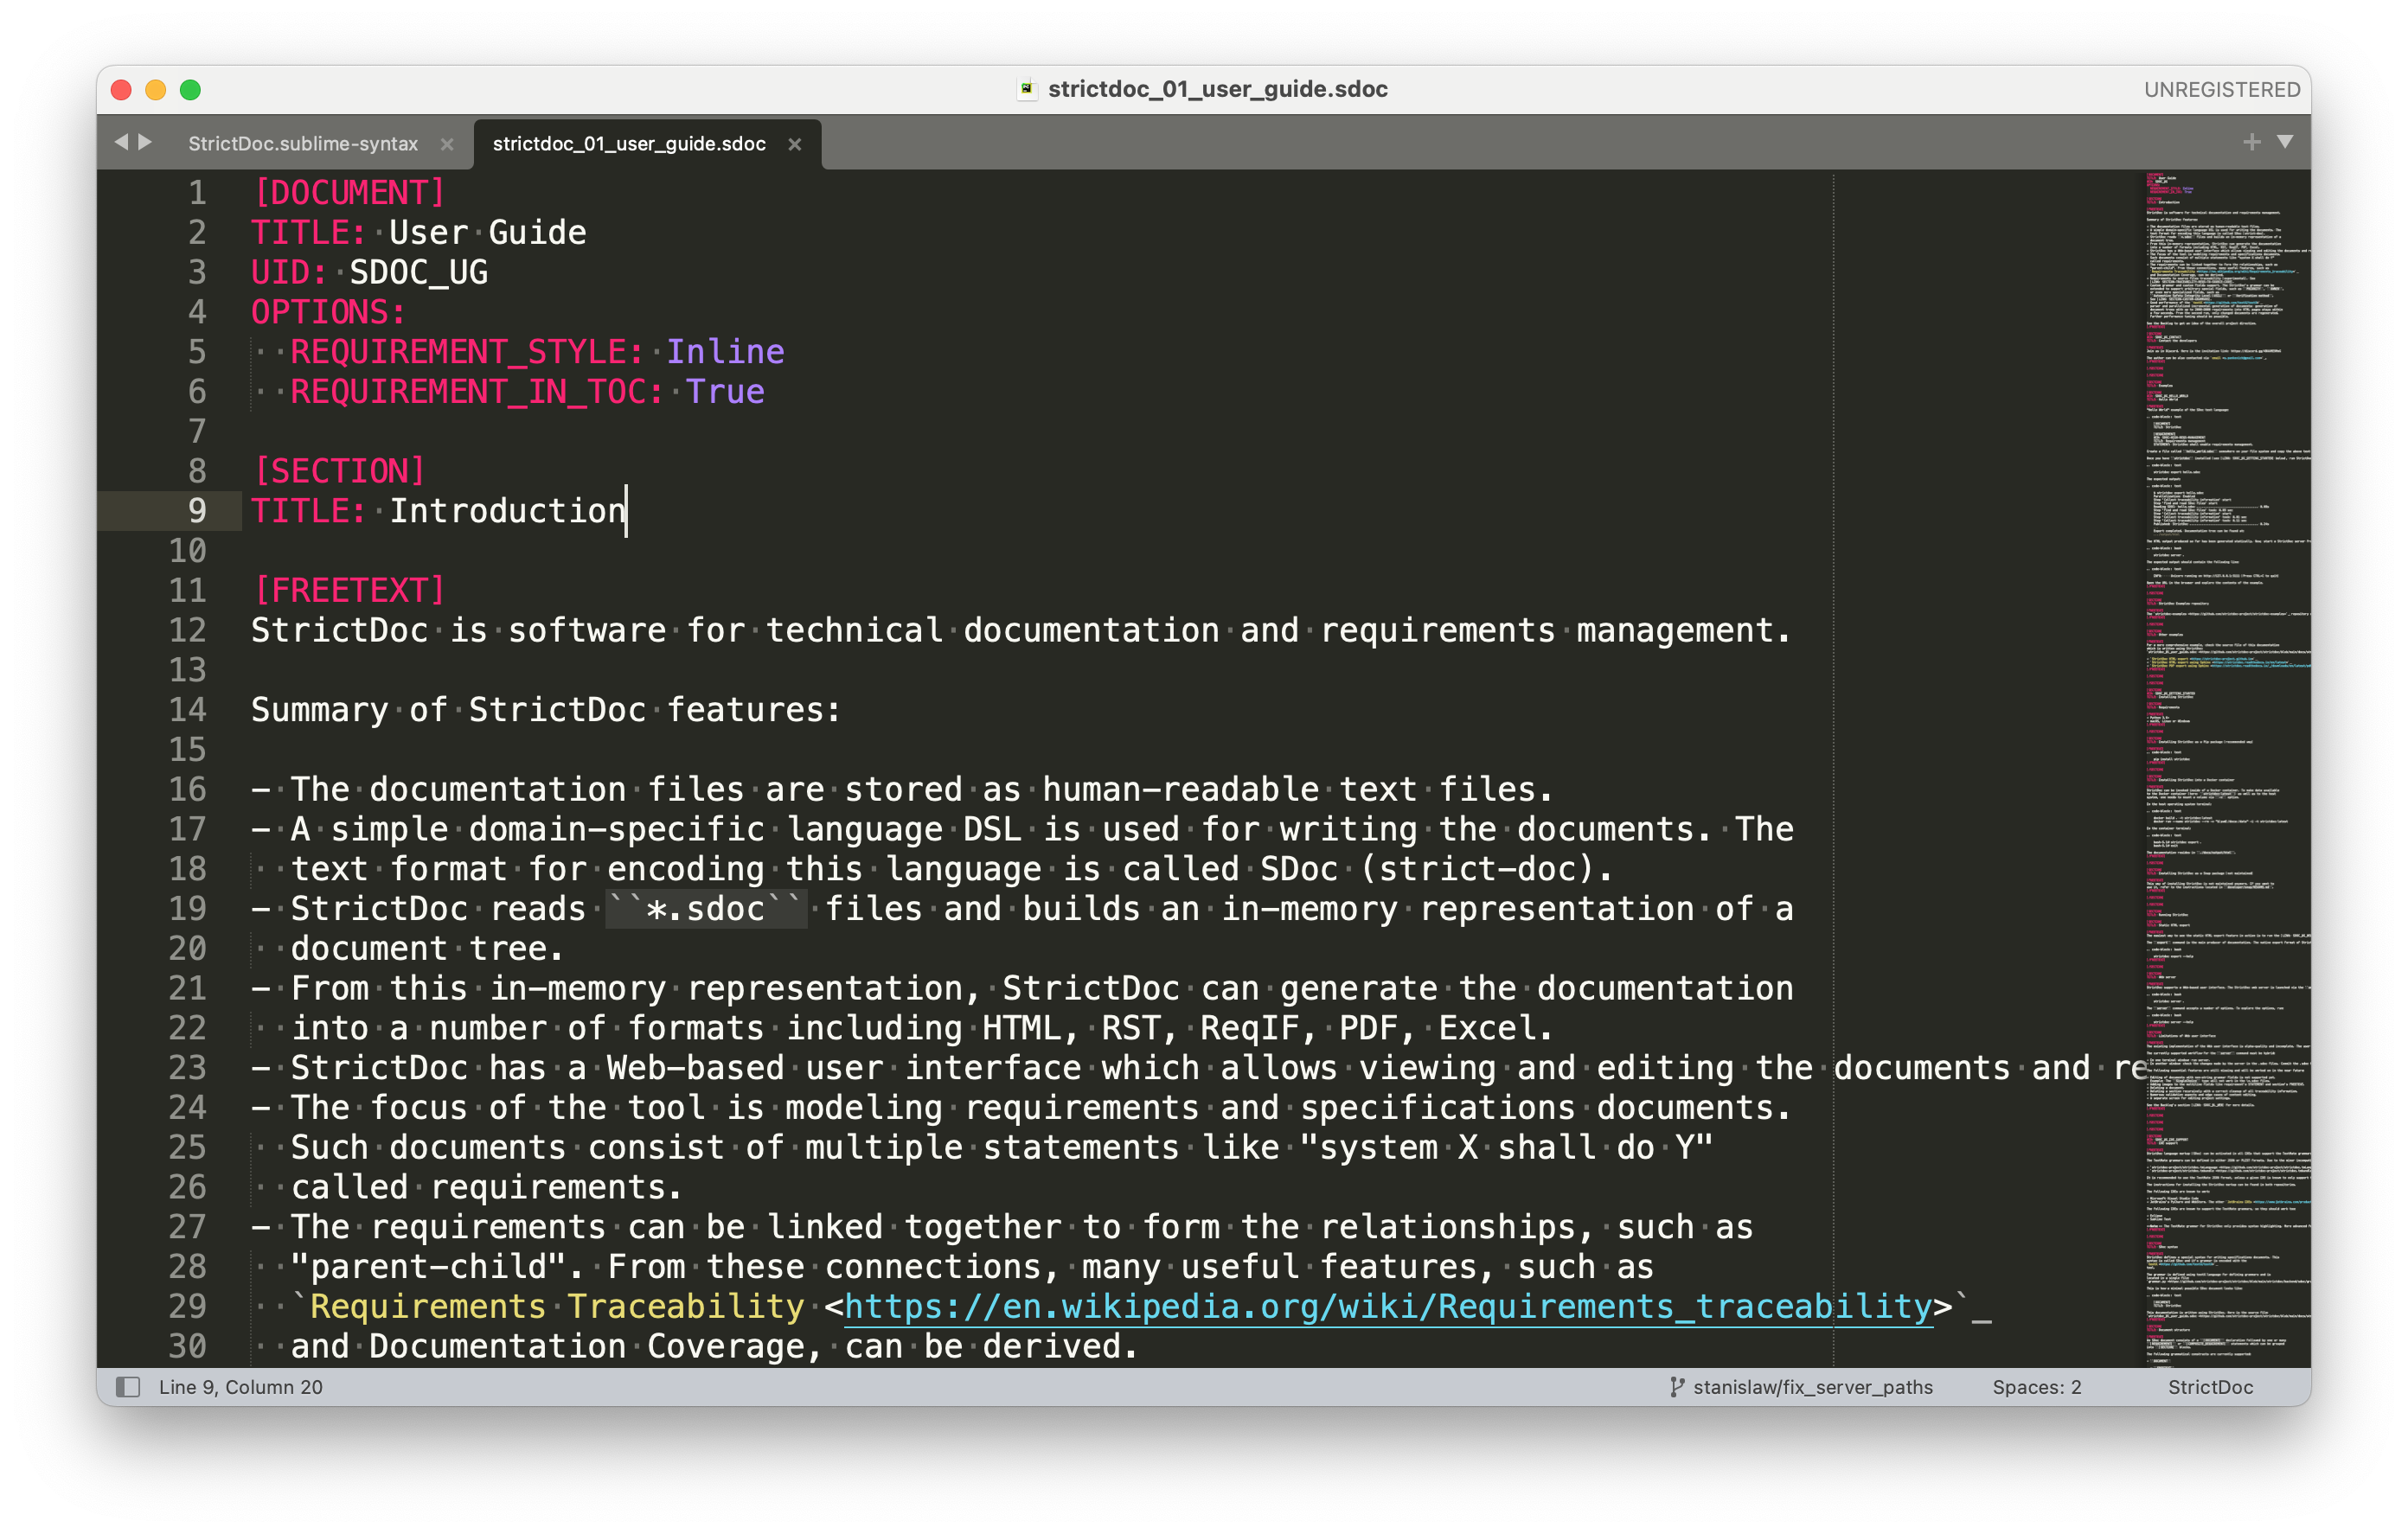 strictdoc_01_user_guide.sdoc
UNREGISTERED
StrictDoc.sublime-syntax
strictdoc_01_user_guide.sdoc
1 [DOCUMENT]
2 TITLE: User Guide
3 UID: SDOC_UG
4 OPTIONS:
5   REQUIREMENT_STYLE: Inline
6   REQUIREMENT_IN_TOC: True
7
8 [SECTION]
9 TITLE: Introduction
10
11 [FREETEXT]
12 StrictDoc is software for technical documentation and requirements management.
13
14 Summary of StrictDoc features:
15
16 - The documentation files are stored as human-readable text files.
17 - A simple domain-specific language DSL is used for writing the documents. The
18   text format for encoding this language is called SDoc (strict-doc).
19 - StrictDoc reads ``*.sdoc`` files and builds an in-memory representation of a
20   document tree.
21 - From this in-memory representation, StrictDoc can generate the documentation
22   into a number of formats including HTML, RST, ReqIF, PDF, Excel.
23 - StrictDoc has a Web-based user interface which allows viewing and editing the documents and re
24 - The focus of the tool is modeling requirements and specifications documents.
25   Such documents consist of multiple statements like "system X shall do Y"
26   called requirements.
27 - The requirements can be linked together to form the relationships, such as
28   "parent-child". From these connections, many useful features, such as
29   `Requirements Traceability <https://en.wikipedia.org/wiki/Requirements_traceability>`_
30   and Documentation Coverage, can be derived.
Line 9, Column 20
stanislaw/fix_server_paths
Spaces: 2
StrictDoc